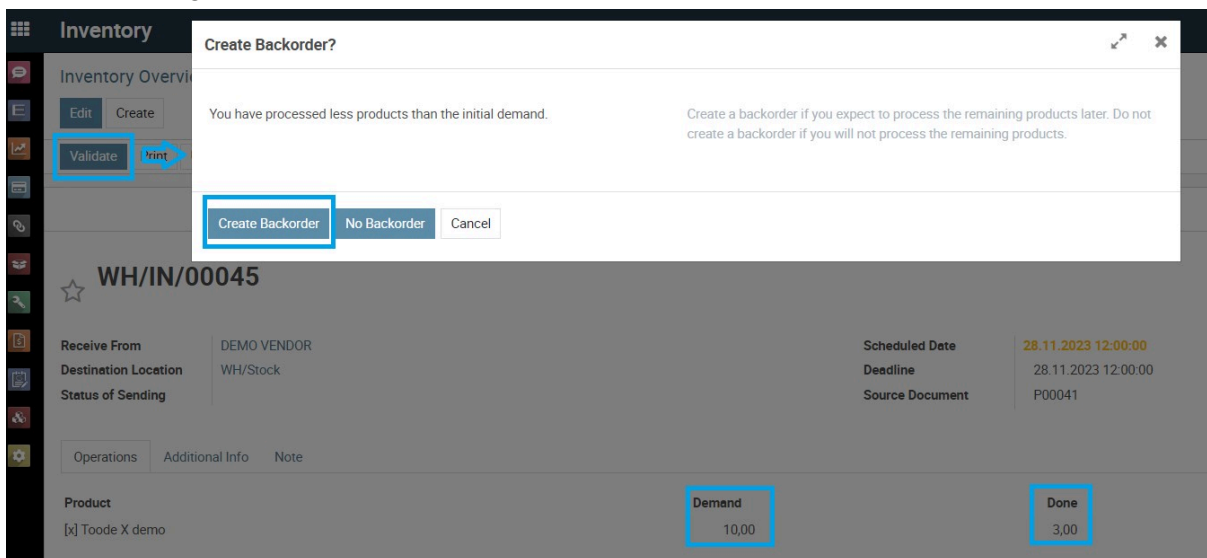 Inventory
Create Backorder?
Inventory Overvi
Edit Create
You have processed less products than the initial demand.
Create a backorder if you expect to process the remaining products later. Do not
create a backorder if you will not process the remaining products.
Validate Print
Create Backorder No Backorder Cancel
WH/IN/00045
Receive From DEMO VENDOR
Scheduled Date 28.11.2023 12:00:00
Destination Location WH/Stock
Deadline 28.11.2023 12:00:00
Status of Sending
Source Document P00041
Operations Additional Info Note
Product Demand Done
[x] Toode X demo 10,00 3,00